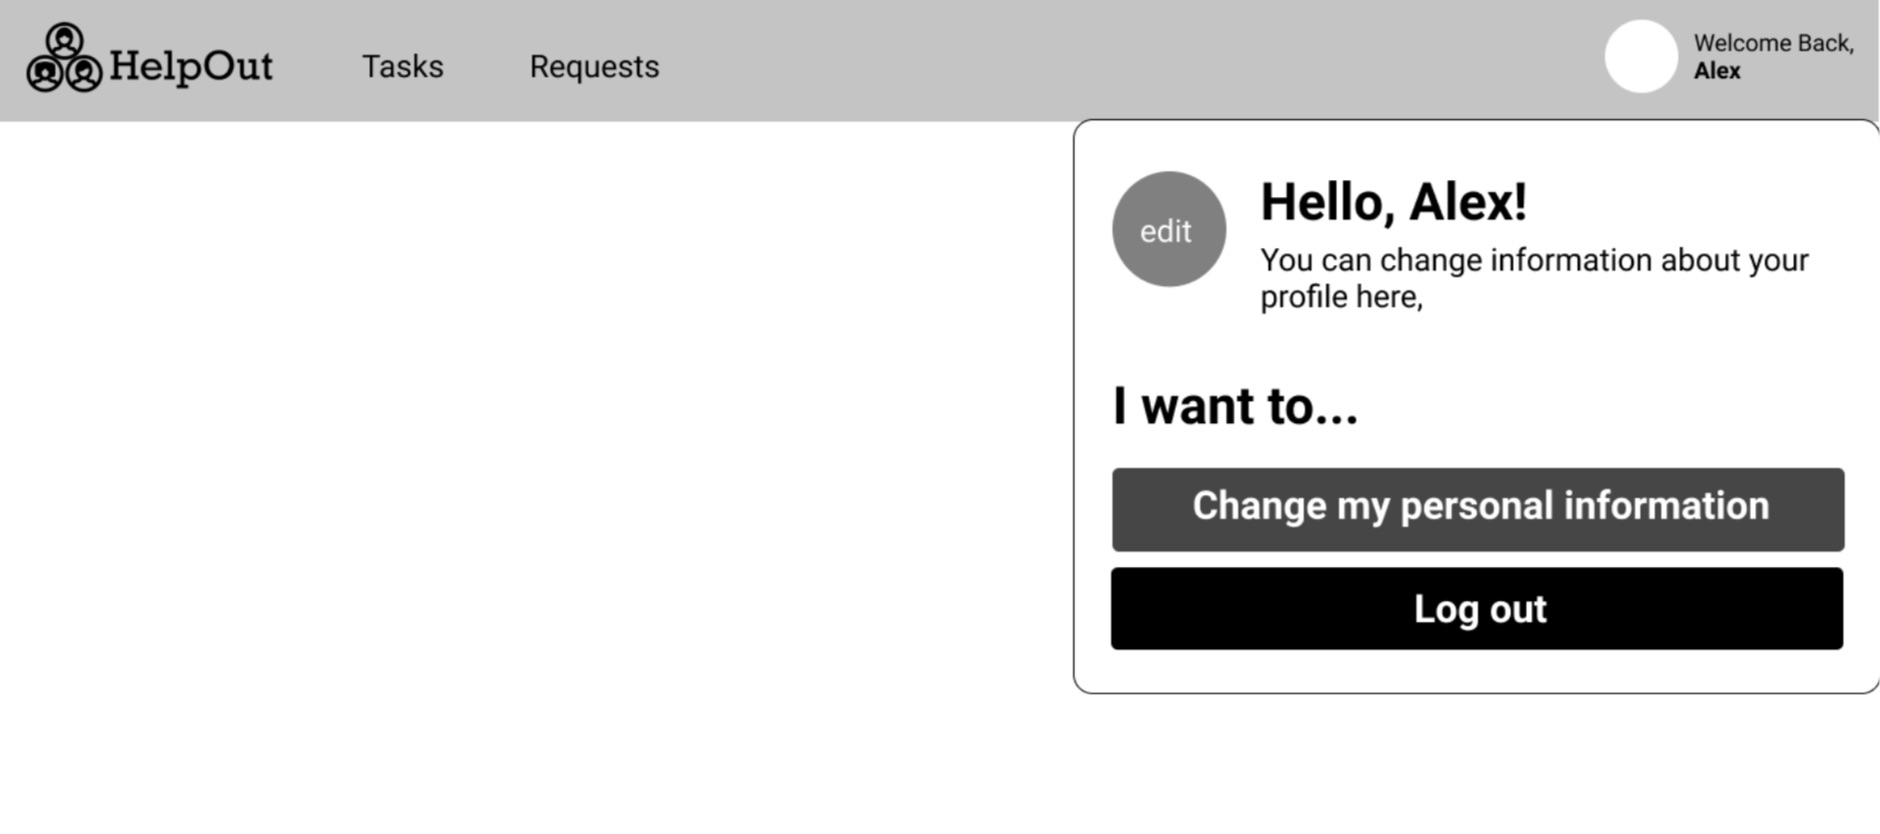 HelpOut
Tasks
Requests
Welcome Back,
Alex
edit
Hello, Alex!
You can change information about your
profile here,
I want to...
Change my personal information
Log out